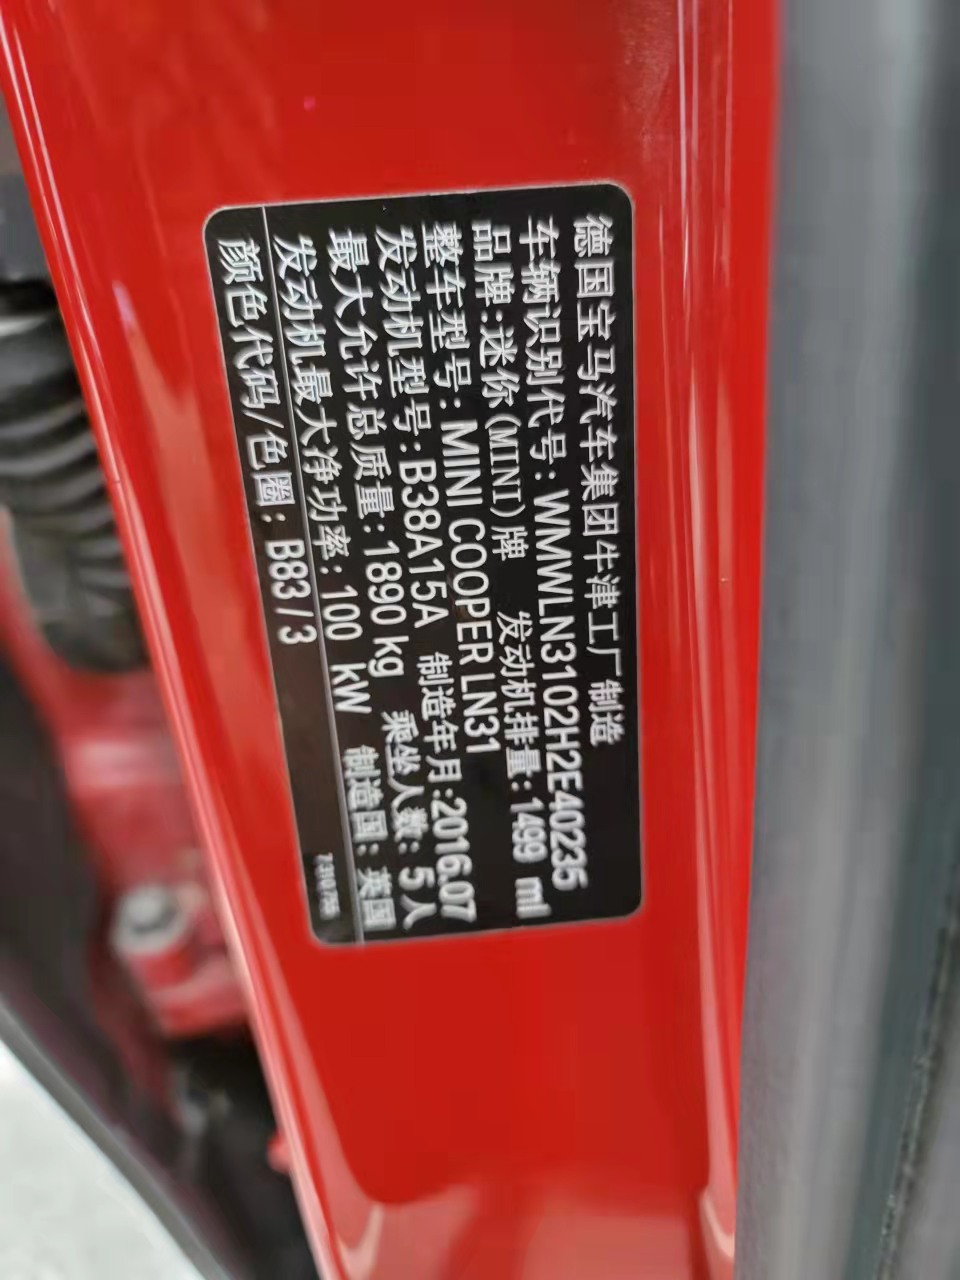 德国宝马汽车集团牛津工厂制造
车辆识别代号: WMWLN3102H2E40235
品牌:迷你(MINI)牌 发动机排量: 1499 ml
整车型号: MINI COOPER LN31
发动机型号: B38A15A 制造年月:2016.07
最大允许总质量: 1890 kg 乘坐人数: 5 人
发动机最大净功率: 100 kW 制造国: 英国
颜色代码/色圈: B83 / 3